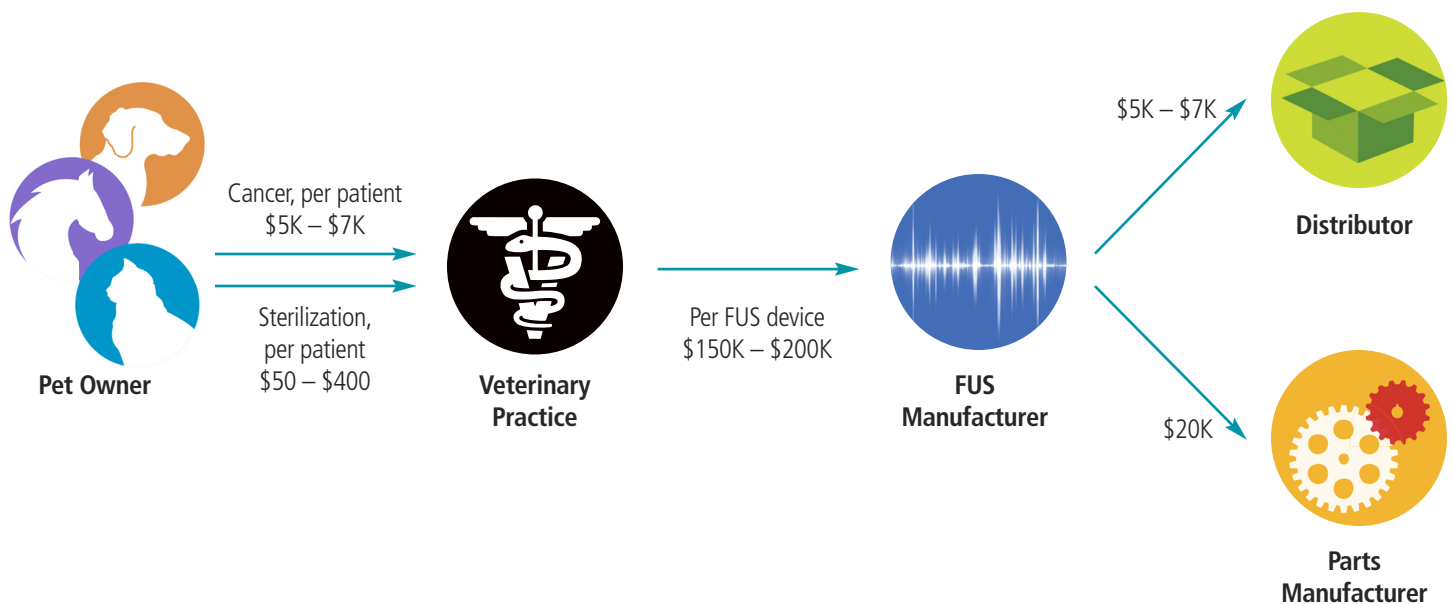 Pet Owner
Cancer, per patient
$5K – $7K
Sterilization,
per patient
$50 – $400
Veterinary
Practice
Per FUS device
$150K – $200K
FUS
Manufacturer
$5K – $7K
Distributor
$20K
Parts
Manufacturer